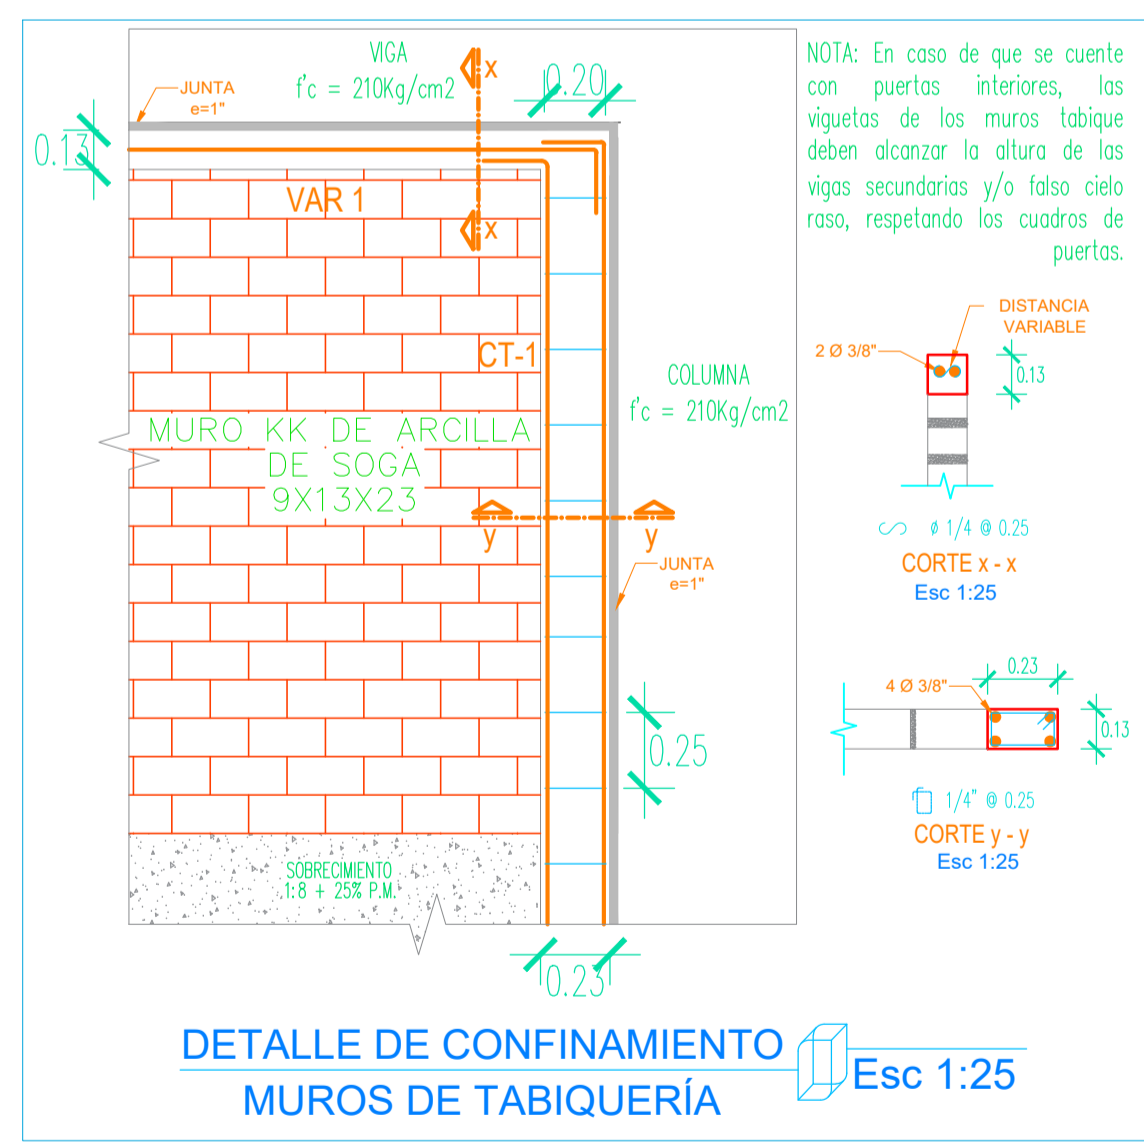 VIGA
f'c = 210Kg/cm2
JUNTA
e=1"
x
0.20
0.13
VAR 1
x
CT-1
COLUMNA
f'c = 210Kg/cm2
MURO KK DE ARCILLA
DE SOGA
9X13X23
y
y
JUNTA
e=1"
0.25
SOBRECIMIENTO
1:8 + 25% P.M.
0.23
NOTA: En caso de que se cuente
con puertas interiores, las
viguetas de los muros tabique
deben alcanzar la altura de las
vigas secundarias y/o falso cielo
raso, respetando los cuadros de
puertas.
DISTANCIA
VARIABLE
2 Ø 3/8"
0.13
ø 1/4 @ 0.25
CORTE x - x
Esc 1:25
0.23
4 Ø 3/8"
0.13
1/4" @ 0.25
CORTE y - y
Esc 1:25
DETALLE DE CONFINAMIENTO
MUROS DE TABIQUERÍA
Esc 1:25